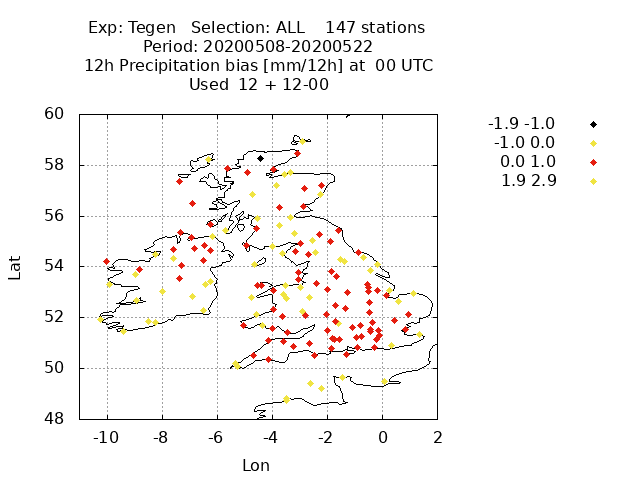 Exp: Tegen Selection: ALL 147 stations
Period: 20200508-20200522
12h Precipitation bias [mm/12h] at 00 UTC
Used 12 + 12-00
60
58
56
54
52
50
48
-10 -8 -6 -4 -2 0 2
Lat
Lon
-1.9 -1.0
-1.0 0.0
0.0 1.0
1.9 2.9